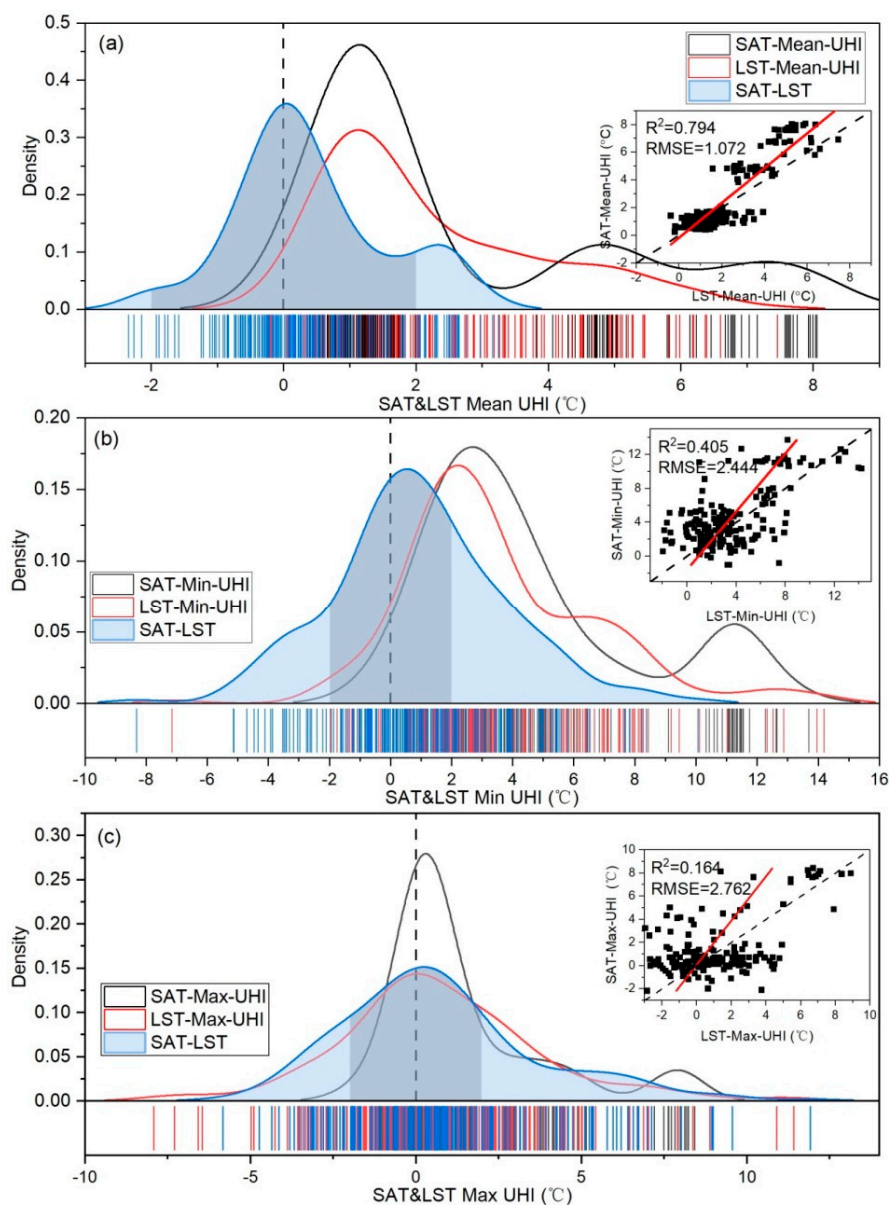 (a)
SAT-Mean-UHI
LST-Mean-UHI
SAT-LST
R²=0.794
RMSE=1.072
SAT-Mean-UHI (°C)
8
6
4
2
0
-2
-2 0 2 4 6 8
LST-Mean-UHI (°C)
Density
0.5
0.4
0.3
0.2
0.1
0.0
-2 0 2 4 6 8
SAT&LST Mean UHI (℃)
(b)
R²=0.405
RMSE=2.444
SAT-Min-UHI (℃)
12
8
4
0
0 4 8 12
LST-Min-UHI (℃)
SAT-Min-UHI
LST-Min-UHI
SAT-LST
Density
0.20
0.15
0.10
0.05
0.00
-10 -8 -6 -4 -2 0 2 4 6 8 10 12 14 16
SAT&LST Min UHI (℃)
(c)
R²=0.164
RMSE=2.762
SAT-Max-UHI (℃)
10
8
6
4
2
0
-2
-2 0 2 4 6 8 10
LST-Max-UHI (℃)
SAT-Max-UHI
LST-Max-UHI
SAT-LST
Density
0.30
0.25
0.20
0.15
0.10
0.05
0.00
-10 -5 0 5 10
SAT&LST Max UHI (℃)